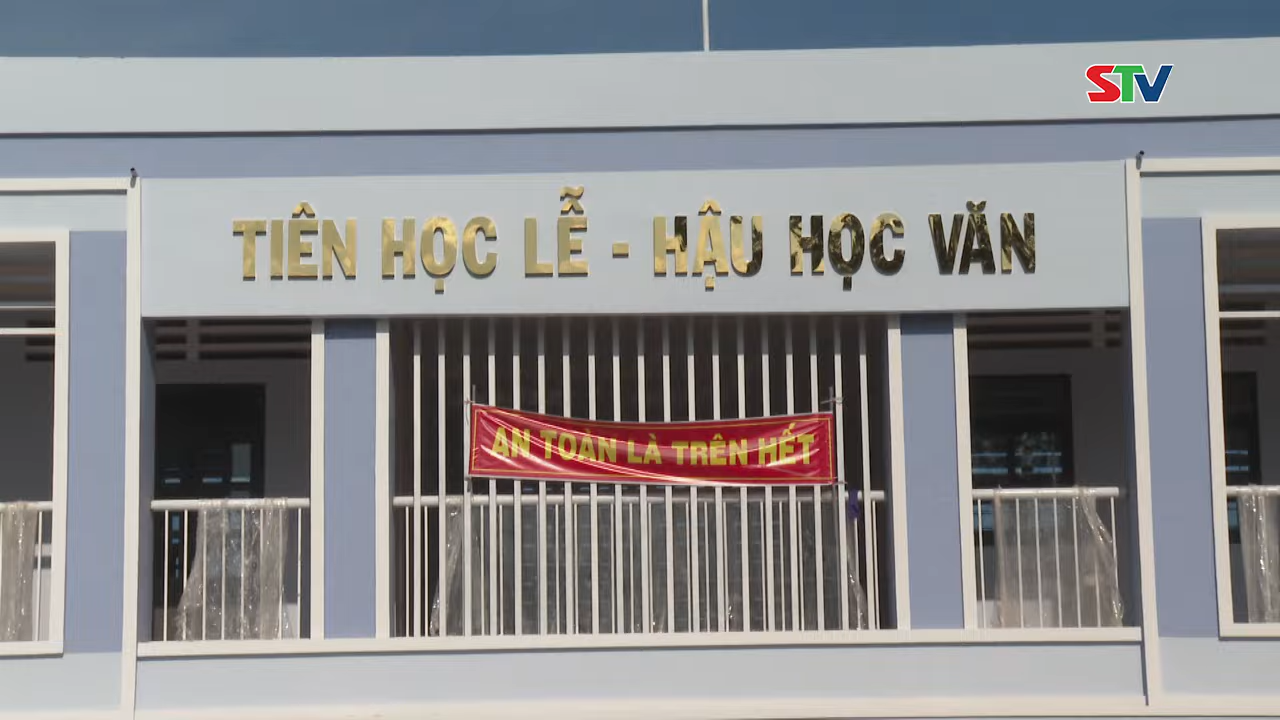 STV
TIÊN HỌC LỄ - HẬU HỌC VĂN
AN TOÀN LÀ TRÊN HẾT